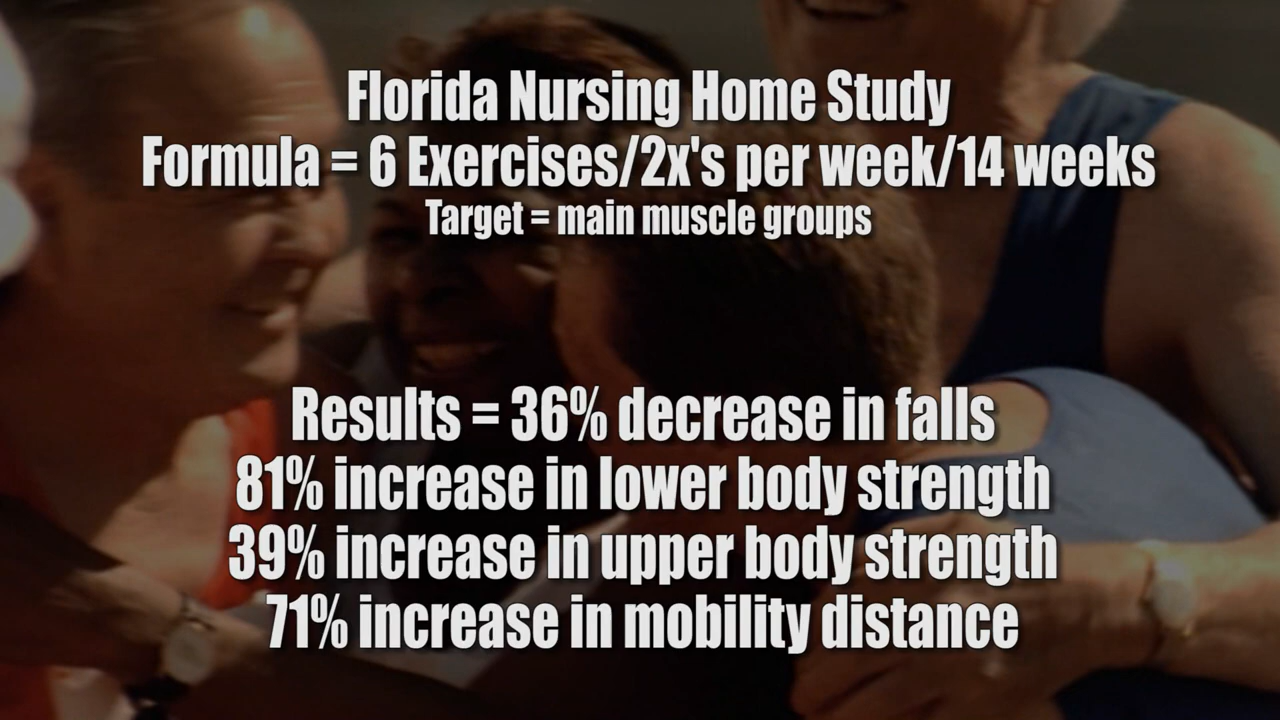 Florida Nursing Home Study
Formula = 6 Exercises/2x's per week/14 weeks
Target = main muscle groups
Results = 36% decrease in falls
81% increase in lower body strength
39% increase in upper body strength
71% increase in mobility distance